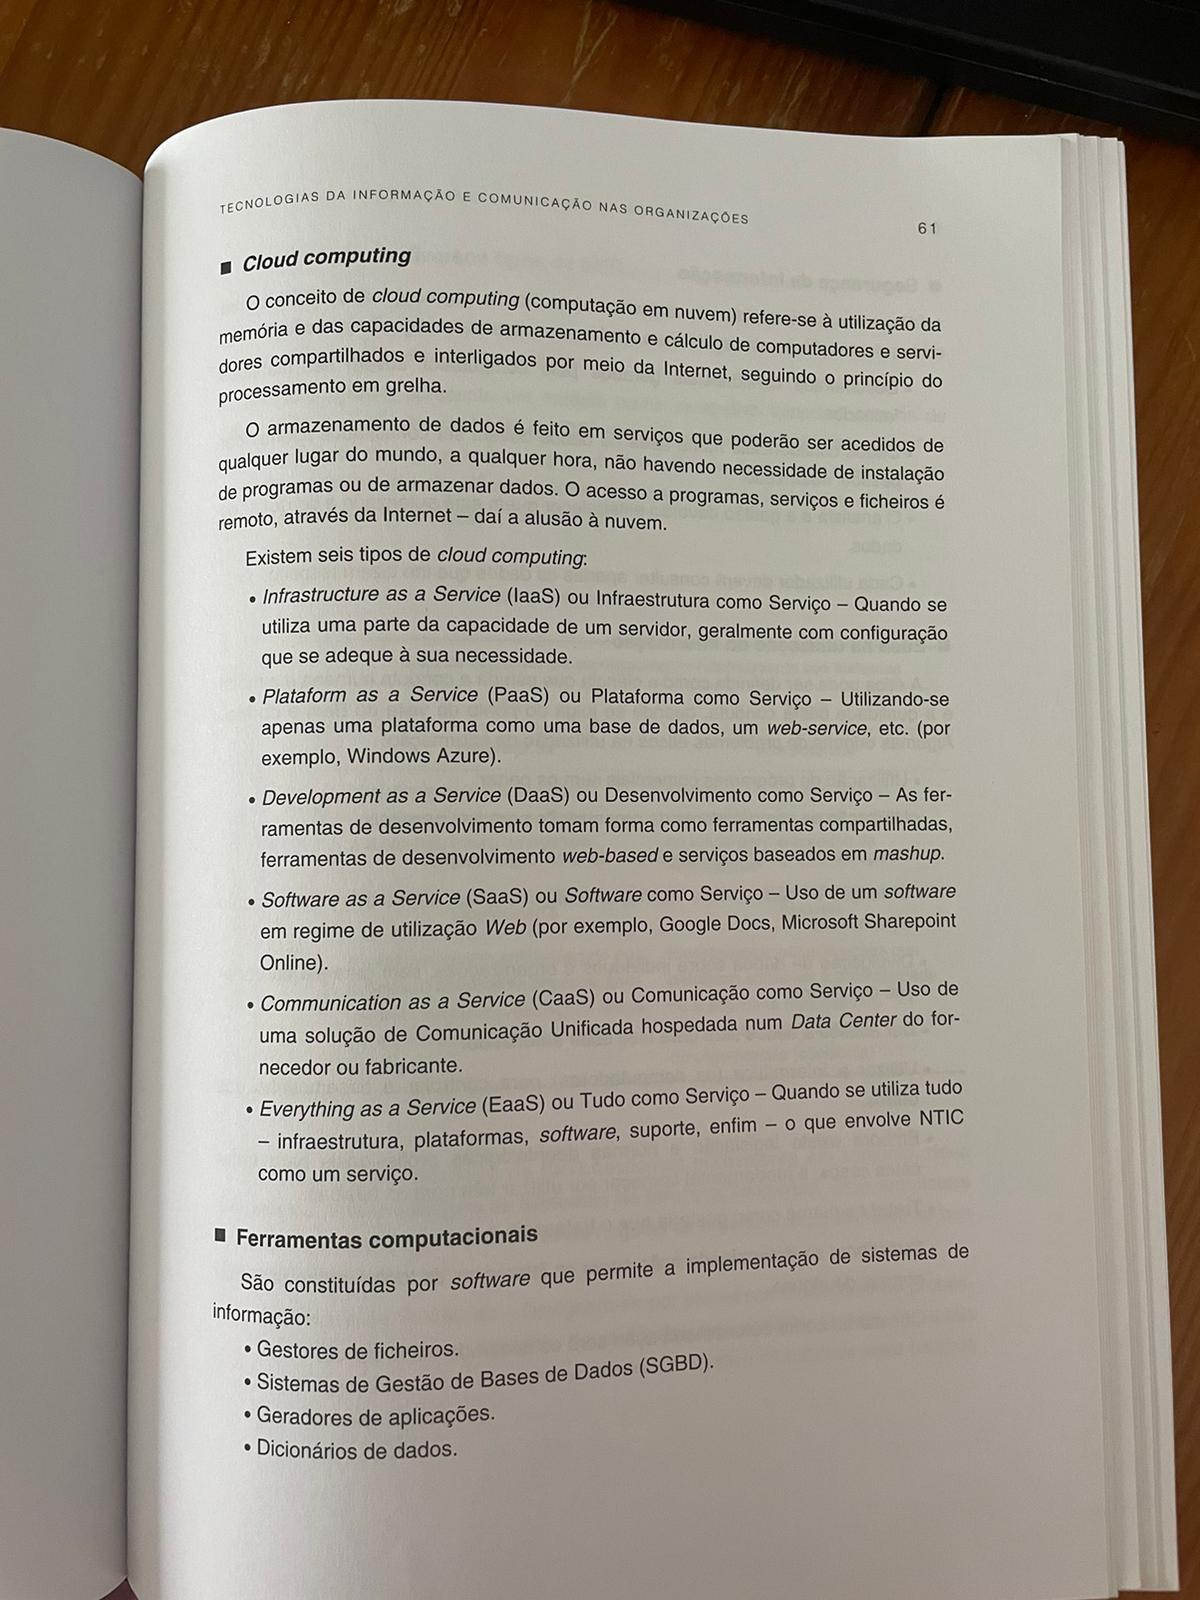 TECNOLOGIAS DA INFORMAÇÃO E COMUNICAÇÃO NAS ORGANIZAÇÕES 61
■ Cloud computing
O conceito de cloud computing (computação em nuvem) refere-se à utilização da
memória e das capacidades de armazenamento e cálculo de computadores e servi-
dores compartilhados e interligados por meio da Internet, seguindo o princípio do
processamento em grelha.
O armazenamento de dados é feito em serviços que poderão ser acedidos de
qualquer lugar do mundo, a qualquer hora, não havendo necessidade de instalação
de programas ou de armazenar dados. O acesso a programas, serviços e ficheiros é
remoto, através da Internet – daí a alusão à nuvem.
Existem seis tipos de cloud computing:
• Infrastructure as a Service (IaaS) ou Infraestrutura como Serviço – Quando se
utiliza uma parte da capacidade de um servidor, geralmente com configuração
que se adeque à sua necessidade.
• Plataform as a Service (PaaS) ou Plataforma como Serviço – Utilizando-se
apenas uma plataforma como uma base de dados, um web-service, etc. (por
exemplo, Windows Azure).
• Development as a Service (DaaS) ou Desenvolvimento como Serviço – As fer-
ramentas de desenvolvimento tomam forma como ferramentas compartilhadas,
ferramentas de desenvolvimento web-based e serviços baseados em mashup.
• Software as a Service (SaaS) ou Software como Serviço – Uso de um software
em regime de utilização Web (por exemplo, Google Docs, Microsoft Sharepoint
Online).
• Communication as a Service (CaaS) ou Comunicação como Serviço – Uso de
uma solução de Comunicação Unificada hospedada num Data Center do for-
necedor ou fabricante.
• Everything as a Service (EaaS) ou Tudo como Serviço – Quando se utiliza tudo
– infraestrutura, plataformas, software, suporte, enfim – o que envolve NTIC
como um serviço.
■ Ferramentas computacionais
São constituídas por software que permite a implementação de sistemas de
informação:
• Gestores de ficheiros.
• Sistemas de Gestão de Bases de Dados (SGBD).
• Geradores de aplicações.
• Dicionários de dados.